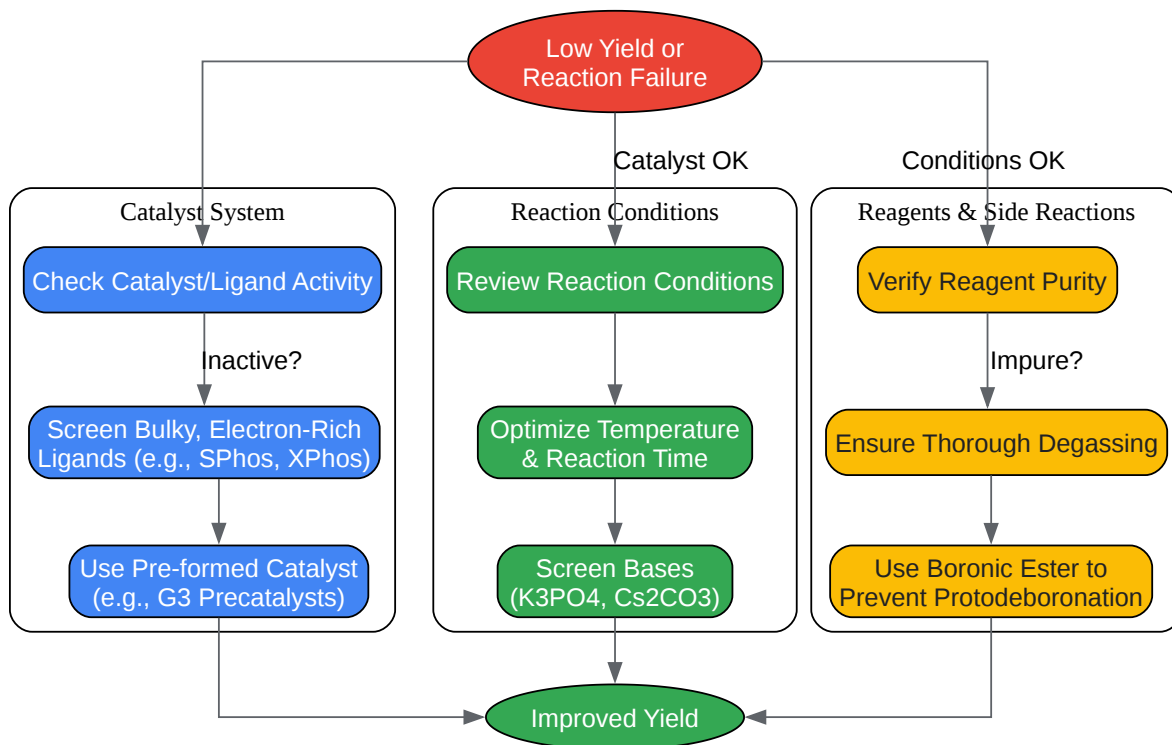 Low Yield or
Reaction Failure
Catalyst OK
Conditions OK
Catalyst System
Check Catalyst/Ligand Activity
Inactive?
Screen Bulky, Electron-Rich
Ligands (e.g., SPhos, XPhos)
Use Pre-formed Catalyst
(e.g., G3 Precatalysts)
Reaction Conditions
Review Reaction Conditions
Optimize Temperature
& Reaction Time
Screen Bases
(K3PO4, Cs2CO3)
Reagents & Side Reactions
Verify Reagent Purity
Impure?
Ensure Thorough Degassing
Use Boronic Ester to
Prevent Protodeboronation
Improved Yield